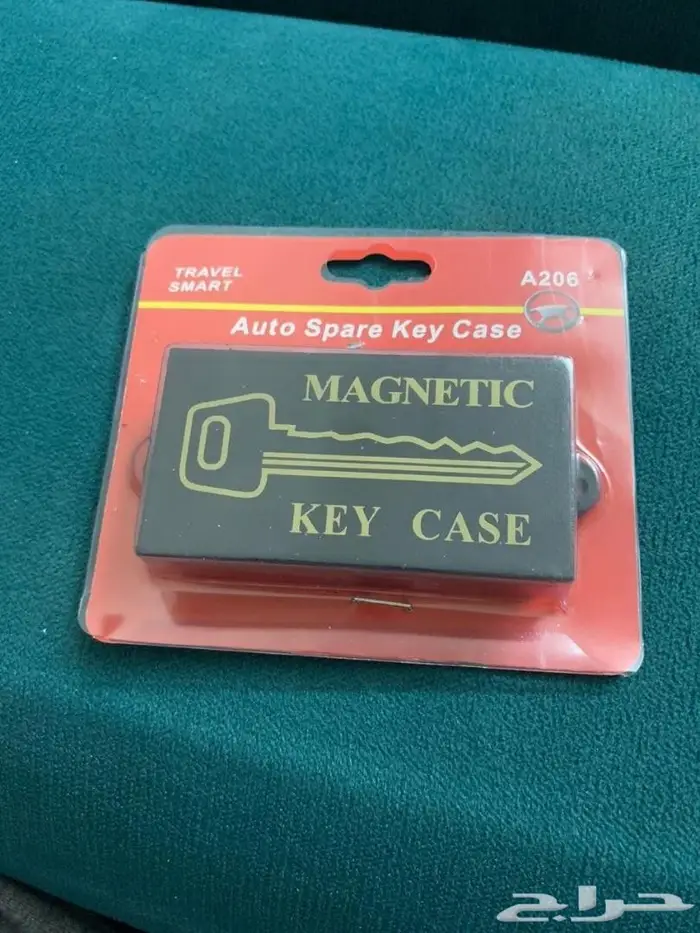 TRAVEL
SMART
A206
Auto Spare Key Case
MAGNETIC
KEY CASE
حراج